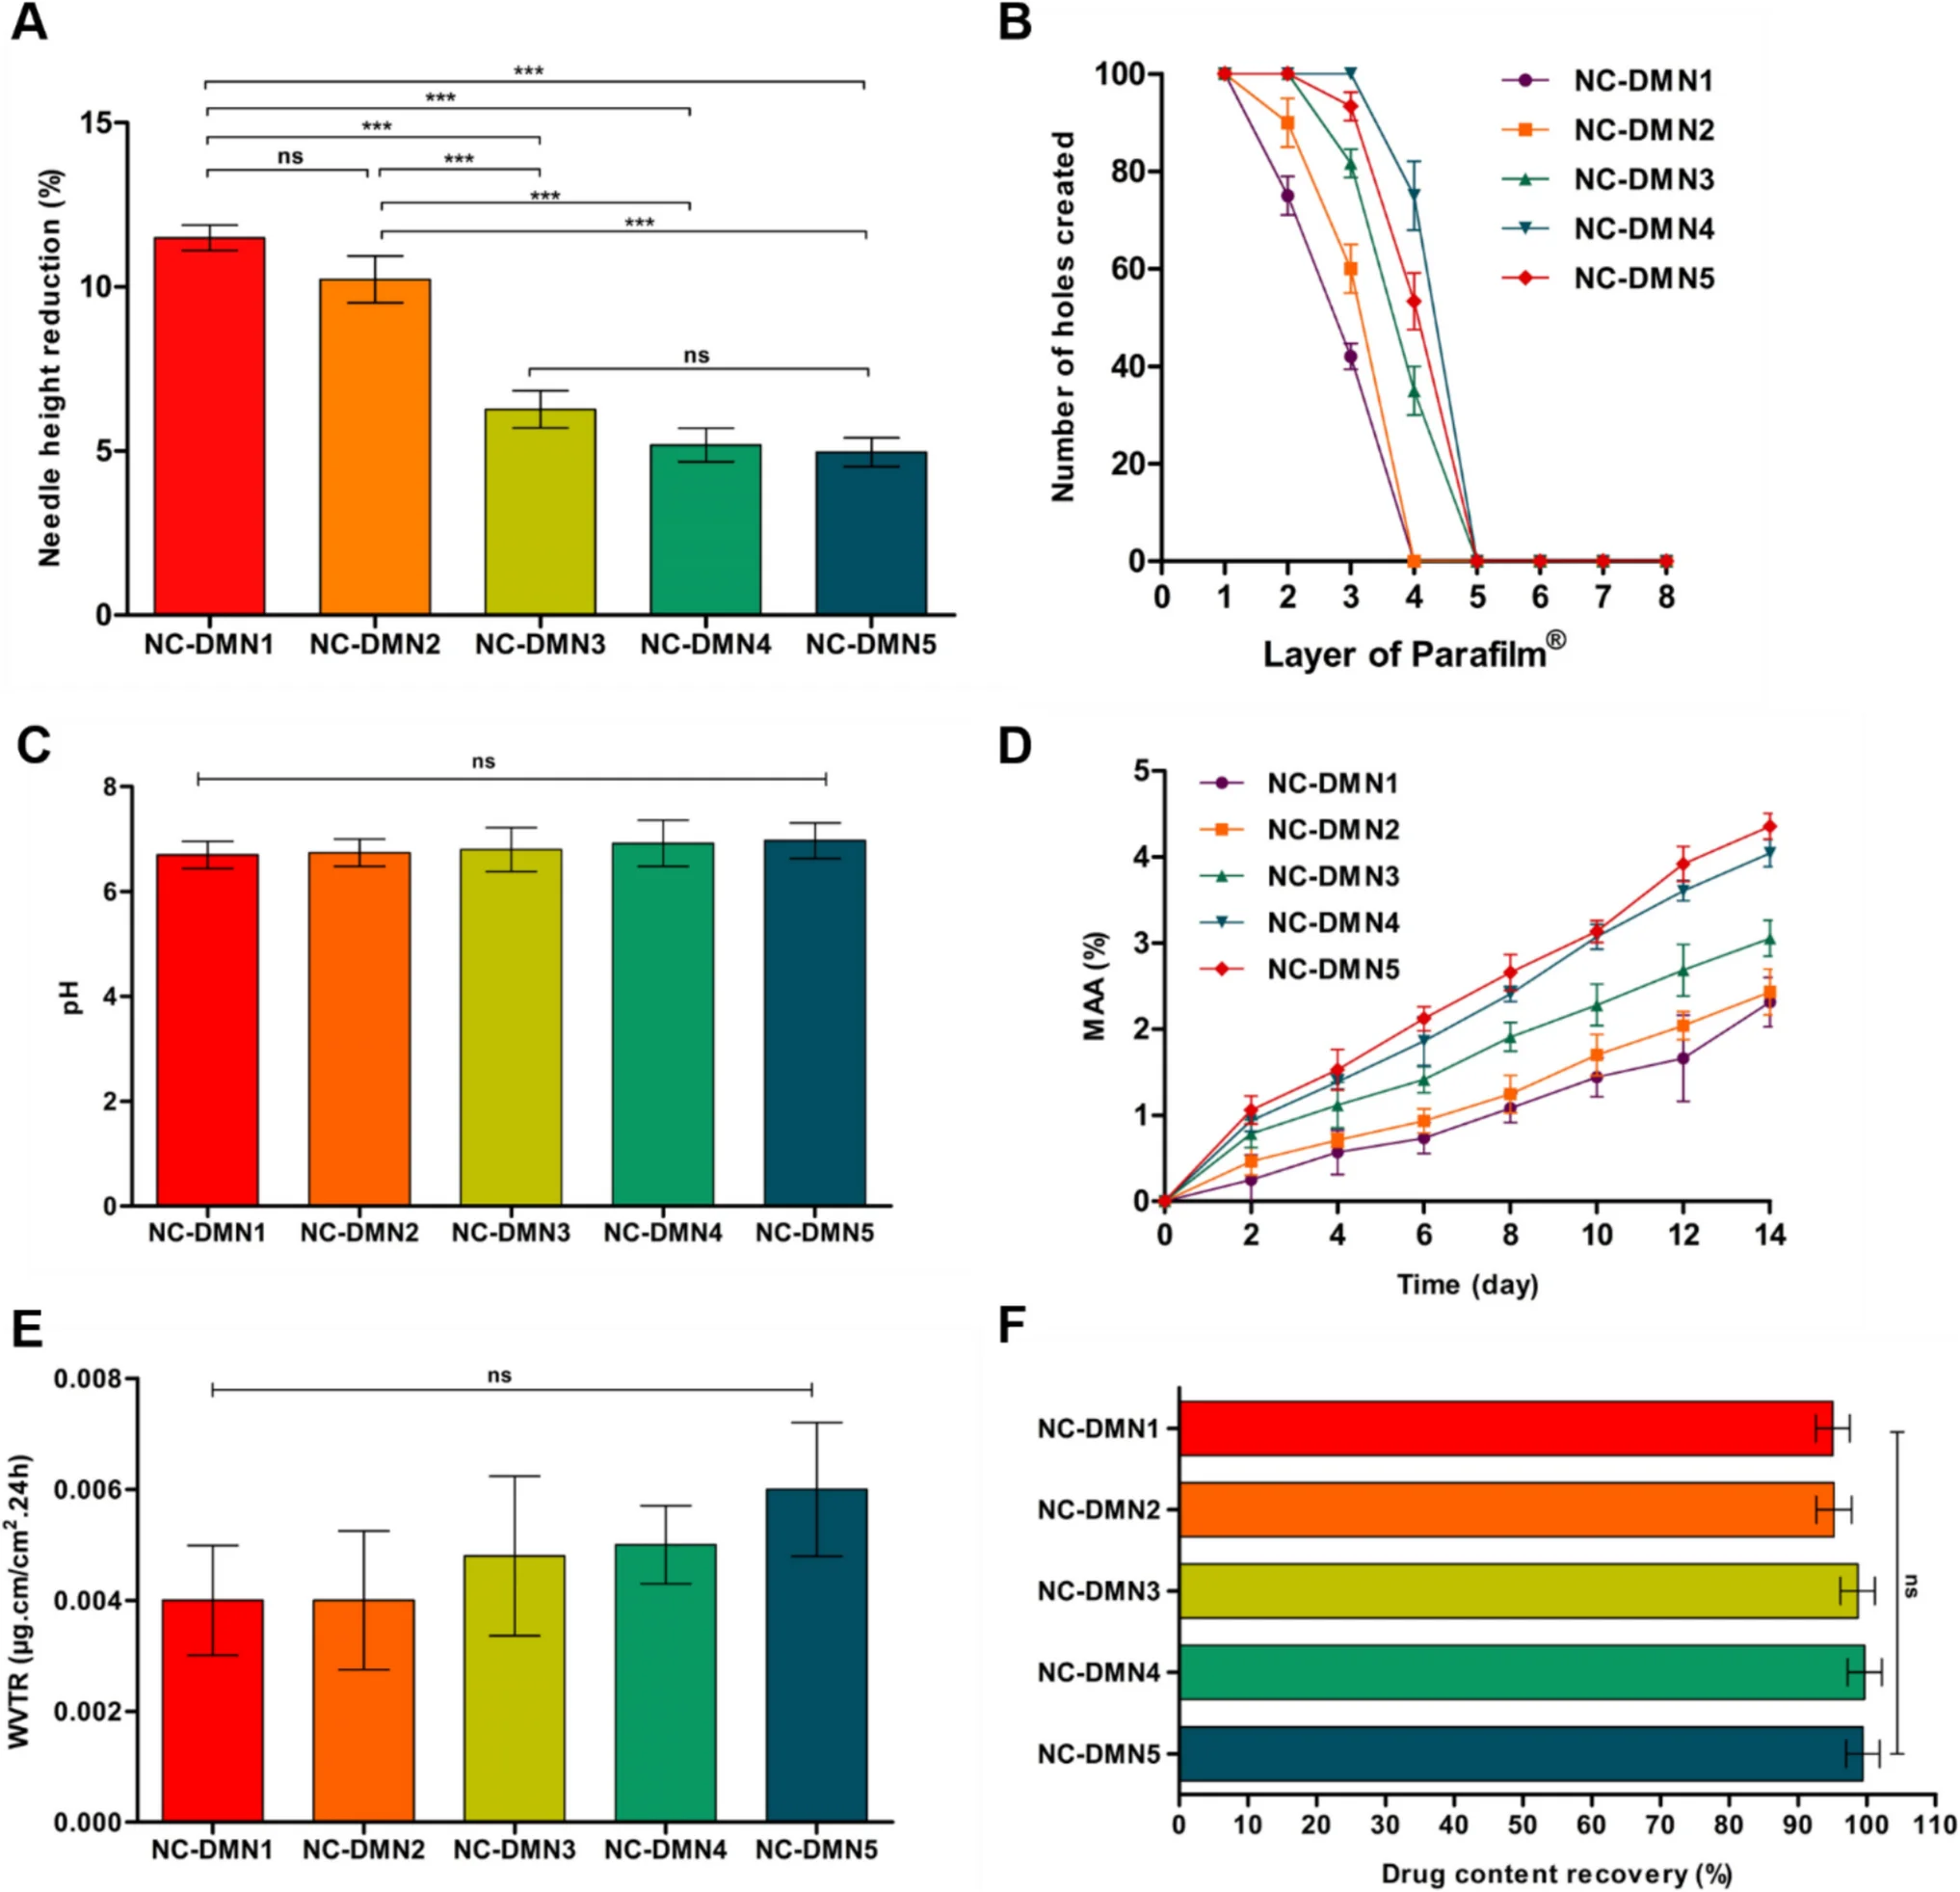 A
***
***
***
ns
***
***
***
ns
Needle height reduction (%)
15
10
5
0
NC-DMN1 NC-DMN2 NC-DMN3 NC-DMN4 NC-DMN5
B
Number of holes created
100
80
60
40
20
0
0 1 2 3 4 5 6 7 8
Layer of Parafilm®
NC-DMN1
NC-DMN2
NC-DMN3
NC-DMN4
NC-DMN5
C
ns
pH
8
6
4
2
0
NC-DMN1 NC-DMN2 NC-DMN3 NC-DMN4 NC-DMN5
D
MAA (%)
5
4
3
2
1
0
0 2 4 6 8 10 12 14
Time (day)
NC-DMN1
NC-DMN2
NC-DMN3
NC-DMN4
NC-DMN5
E
ns
WVTR (µg.cm/cm².24h)
0.008
0.006
0.004
0.002
0.000
NC-DMN1 NC-DMN2 NC-DMN3 NC-DMN4 NC-DMN5
F
NC-DMN1
NC-DMN2
NC-DMN3
NC-DMN4
NC-DMN5
ns
0 10 20 30 40 50 60 70 80 90 100 110
Drug content recovery (%)